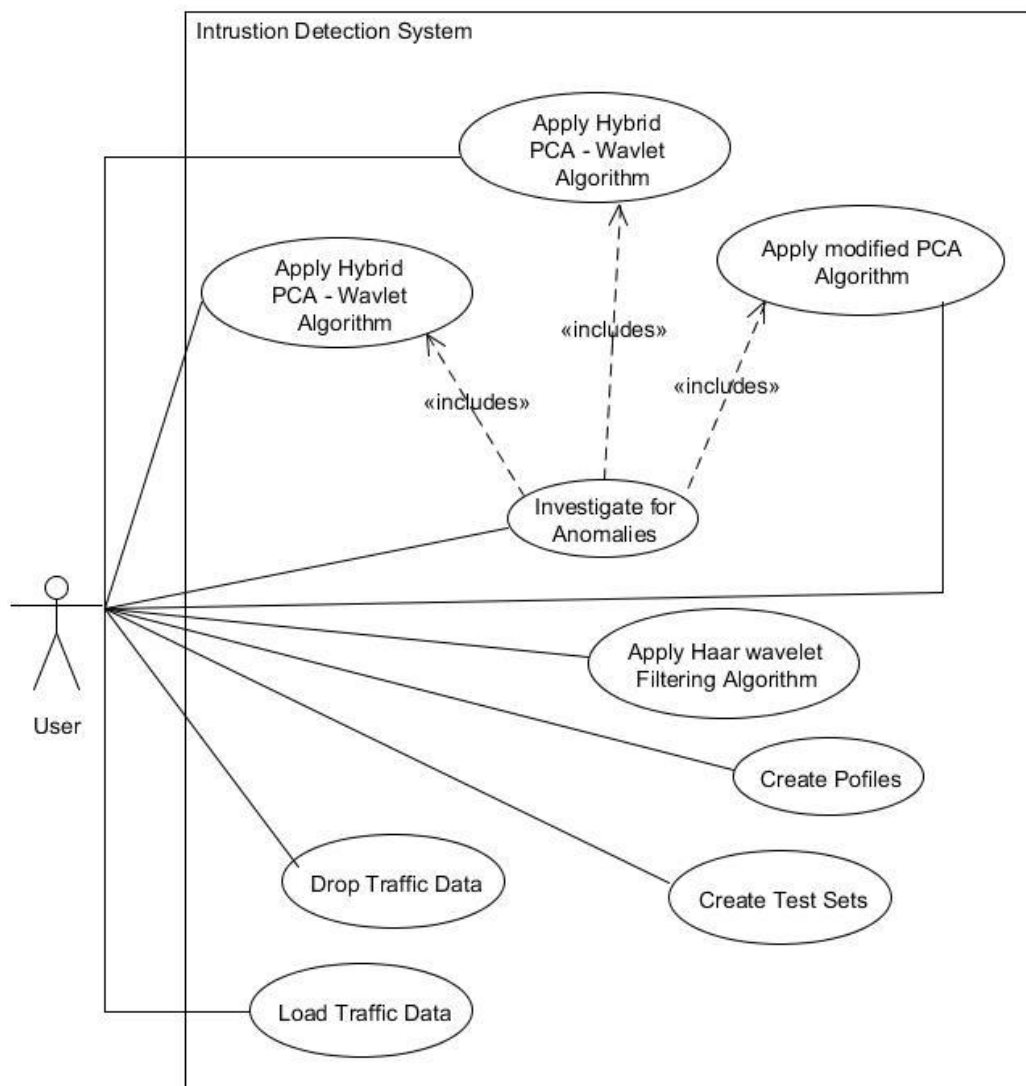 Intrustion Detection System
Apply Hybrid
PCA - Wavlet
Algorithm
Apply Hybrid
PCA - Wavlet
Algorithm
Apply modified PCA
Algorithm
«includes»
«includes»
«includes»
Investigate for
Anomalies
User
Apply Haar wavelet
Filtering Algorithm
Create Pofiles
Drop Traffic Data
Create Test Sets
Load Traffic Data